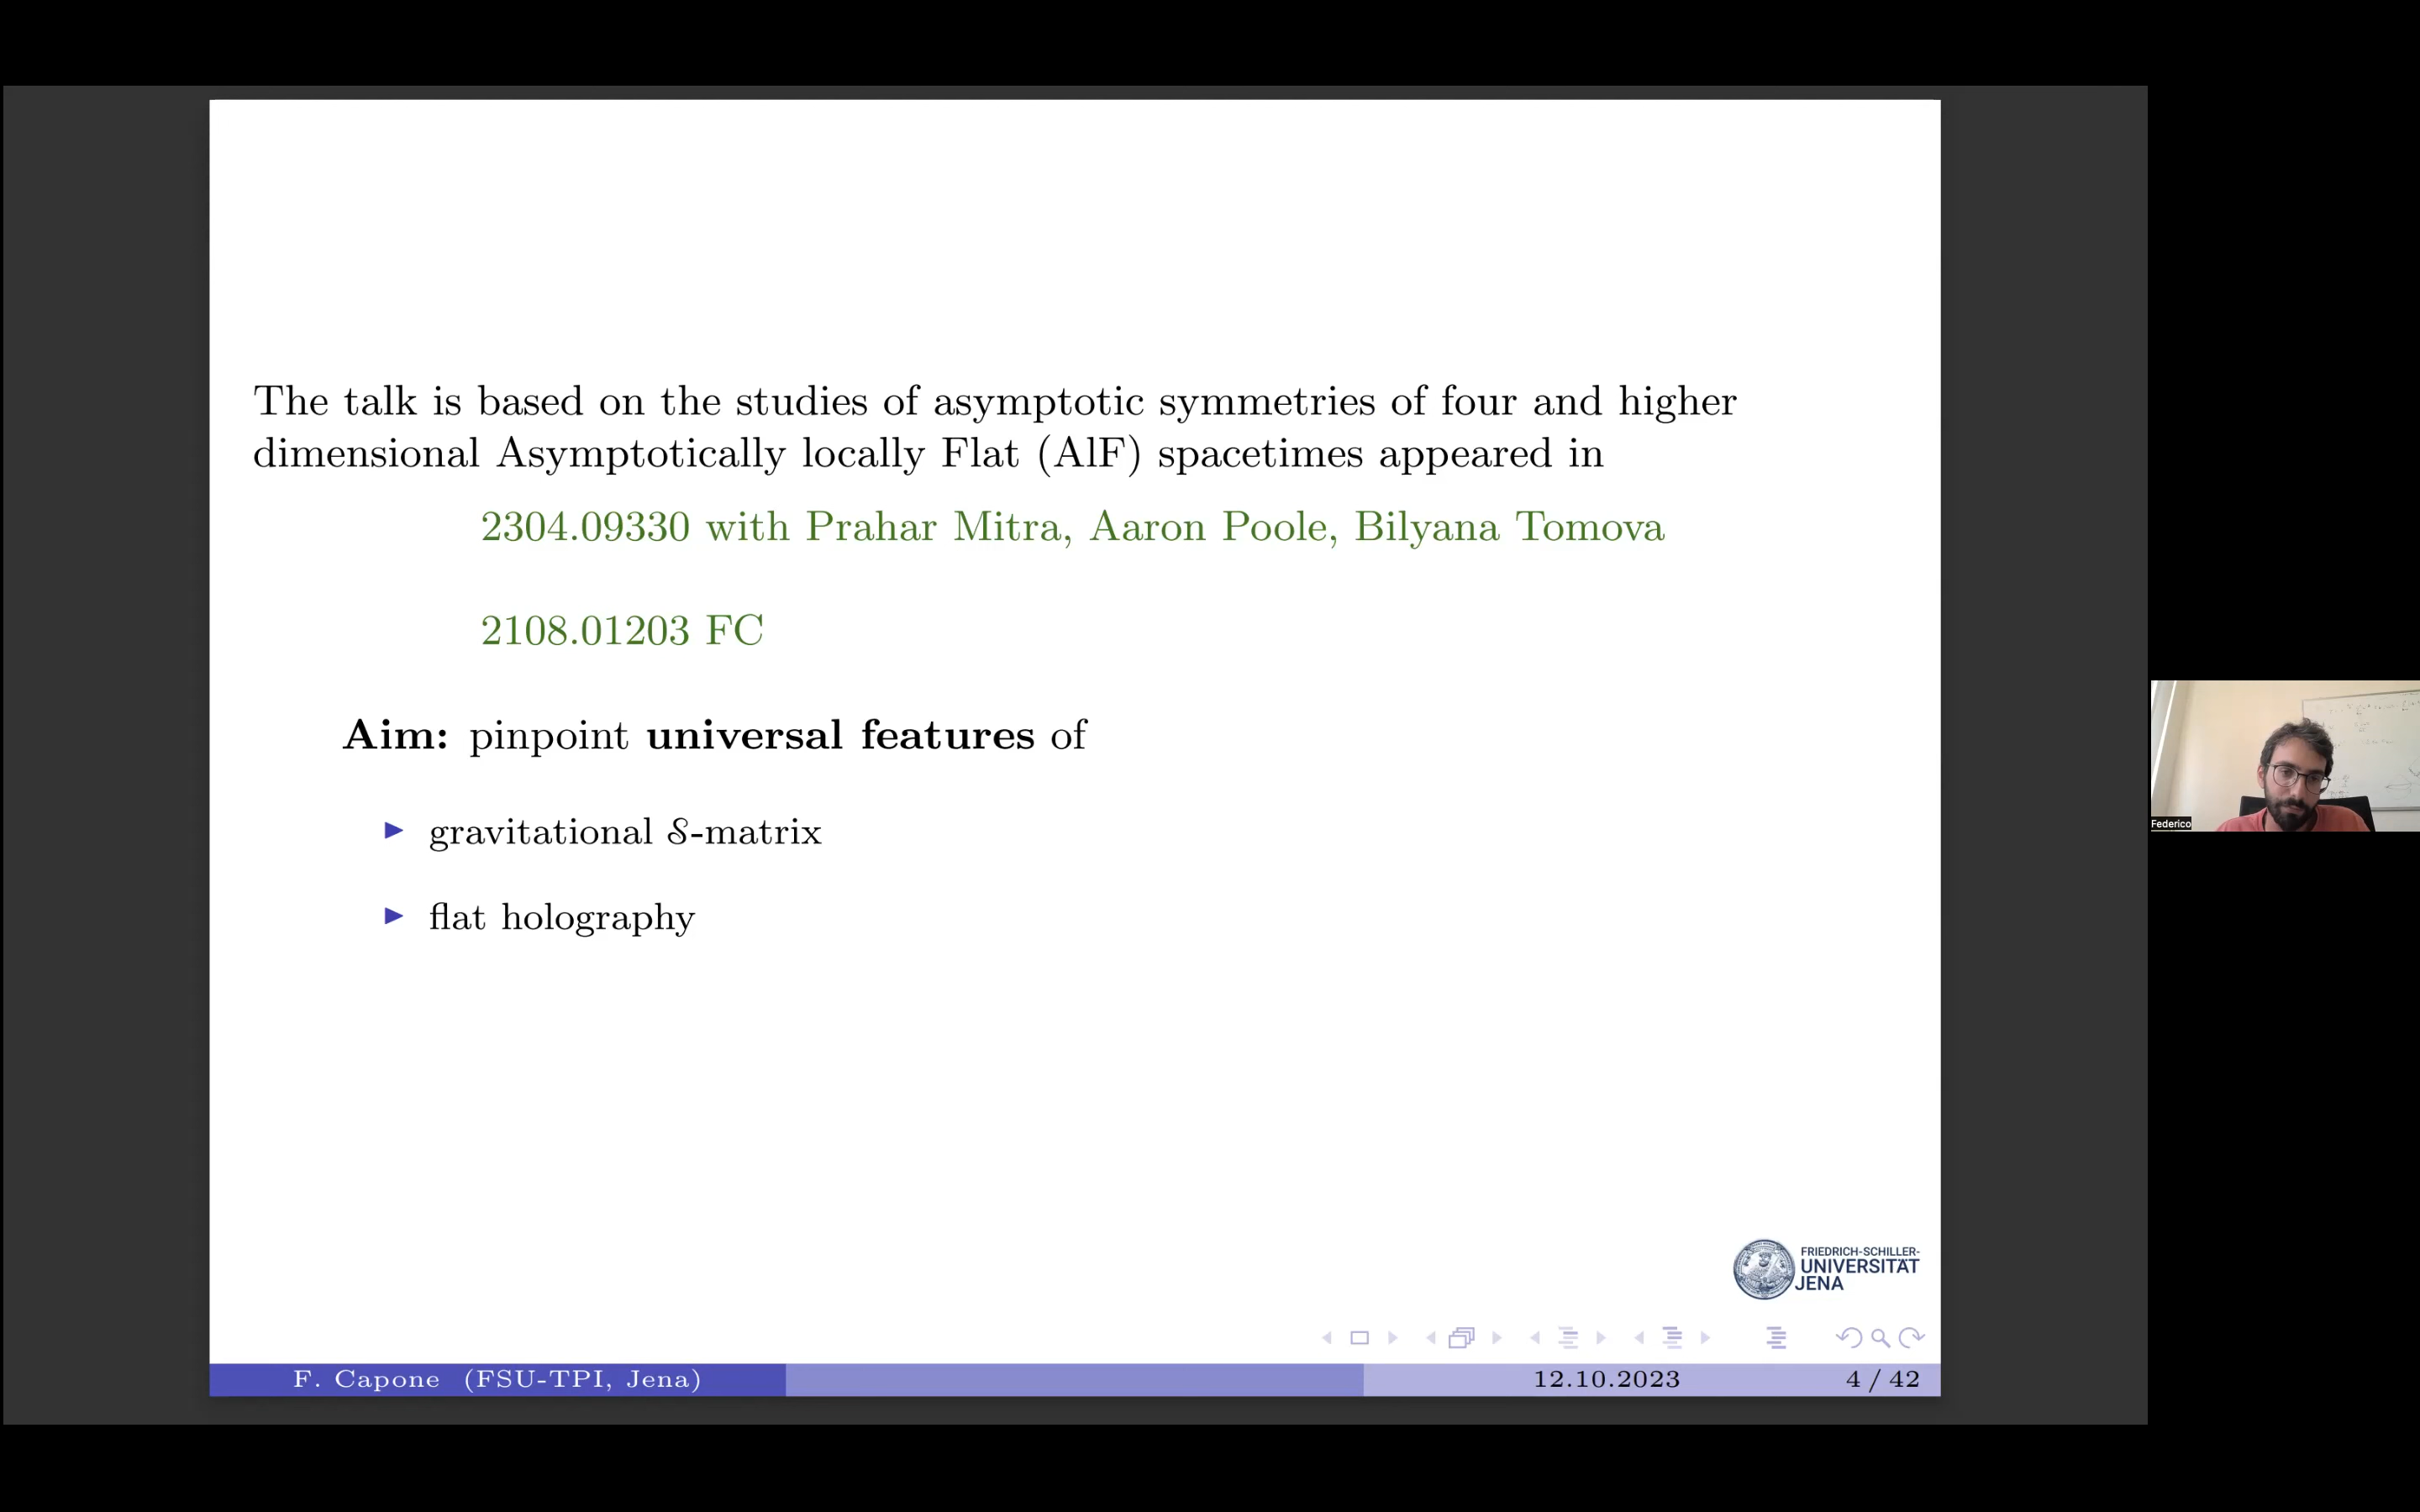 The talk is based on the studies of asymptotic symmetries of four and higher
dimensional Asymptotically locally Flat (AlF) spacetimes appeared in
2304.09330 with Prahar Mitra, Aaron Poole, Bilyana Tomova
2108.01203 FC
Aim: pinpoint universal features of
▶ gravitational 𝒮-matrix
▶ flat holography
Federico
FRIEDRICH-SCHILLER-
UNIVERSITÄT
JENA
F. Capone (FSU-TPI, Jena)
12.10.2023
4 / 42